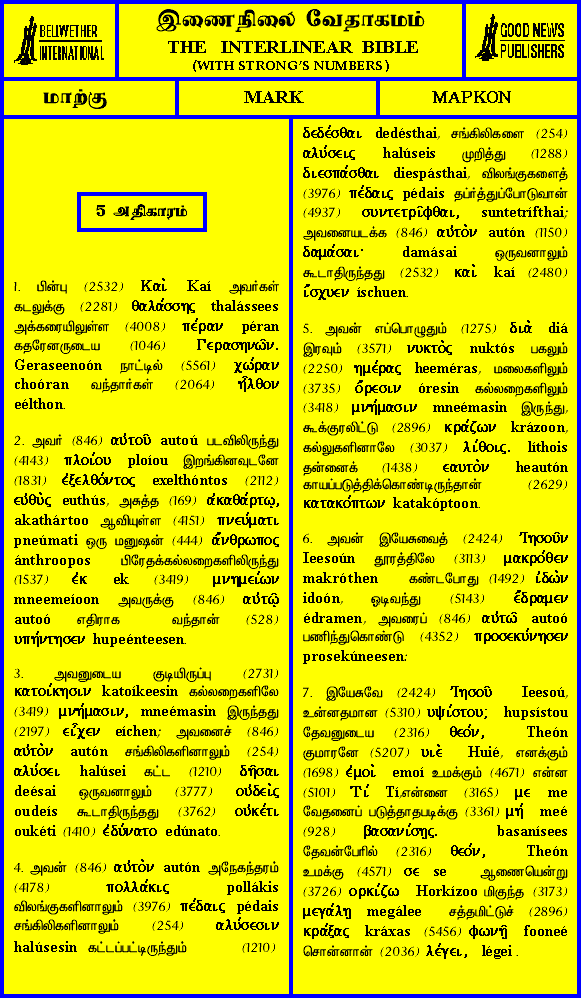 BELLWETHER
INTERNATIONAL
இணைநிலை வேதாகமம்
THE INTERLINEAR BIBLE
(WITH STRONG'S NUMBERS)
GOOD NEWS
PUBLISHERS
மாற்கு
MARK
ΜΑΡΚΟΝ
5 அதிகாரம்
1. பின்பு (2532) Καὶ Kaí அவர்கள்
கடலுக்கு (2281) θαλάσσης thalássees
அக்கரையிலுள்ள (4008) πέραν péran
கதரேனருடைய (1046) Γερασηνῶν.
Geraseenoón நாட்டில் (5561) χώραν
choóran வந்தார்கள் (2064) ἦλθον
eélthon.
2. அவர் (846) αὐτοῦ autoú படவிலிருந்து
(4143) πλοίου ploíou இறங்கினவுடனே
(1831) ἐξελθόντος exelthóntos (2112)
εὐθὺς euthús, அசுத்த (169) ἀκαθάρτῳ,
akathártoo ஆவியுள்ள (4151) πνεύματι
pneúmati ஒரு மனுஷன் (444) ἄνθρωπος
ánthroopos பிரேதக்கல்லறைகளிலிருந்து
(1537) ἐκ ek (3419) μνημείων
mneemeíoon அவருக்கு (846) αὐτῷ
autoó எதிராக வந்தான் (528)
ὑπήντησεν hupeénteesen.
3. அவனுடைய குடியிருப்பு (2731)
κατοίκησιν katoíkeesin கல்லறைகளிலே
(3419) μνήμασιν, mneémasin இருந்தது
(2197) εἶχεν eíchen; அவனைச் (846)
αὐτὸν autón சங்கிலிகளினாலும் (254)
ἁλύσει halúsei கட்ட (1210) δῆσαι
deésai ஒருவனாலும் (3777) οὐδεὶς
oudeís கூடாதிருந்தது (3762) οὐκέτι
oukéti (1410) ἐδύνατο edúnato.
4. அவன் (846) αὐτὸν autón அநேகந்தரம்
(4178) πολλάκις pollákis
விலங்குகளினாலும் (3976) πέδαις pédais
சங்கிலிகளினாலும் (254) ἁλύσεσιν
halúsesin கட்டப்பட்டிருந்தும் (1210)
δεδέσθαι dedésthai, சங்கிலிகளை (254)
ἁλύσεις halúseis முறித்து (1288)
διεσπάσθαι diespásthai, விலங்குகளைத்
(3976) πέδαις pédais தகர்த்துப்போடுவான்
(4937) συντετρῖφθαι, suntetrífthai;
அவனையடக்க (846) αὐτὸν autón (1150)
δαμάσαι· damásai ஒருவனாலும்
கூடாதிருந்தது (2532) καὶ kaí (2480)
ἴσχυεν íschuen.
5. அவன் எப்பொழுதும் (1275) διὰ diá
இரவும் (3571) νυκτὸς nuktós பகலும்
(2250) ἡμέρας heeméras, மலைகளிலும்
(3735) ὄρεσιν óresin கல்லறைகளிலும்
(3418) μνήμασιν mneémasin இருந்து,
கூக்குரலிட்டு (2896) κράζων krázoon,
கல்லுகளினாலே (3037) λίθοις. líthois
தன்னைக் (1438) ἑαυτὸν heautón
காயப்படுத்திக்கொண்டிருந்தான் (2629)
κατακόπτων katakóptoon.
6. அவன் இயேசுவைத் (2424) Ἰησοῦν
Ieesoún தூரத்திலே (3113) μακρόθεν
makróthen கண்டபோது (1492) ἰδὼν
idoón, ஓடிவந்து (5143) ἔδραμεν
édramen, அவரைப் (846) αὐτῶ autoó
பணிந்துகொண்டு (4352) προσεκύνησεν
prosekúneesen;
7. இயேசுவே (2424) Ἰησοῦ Ieesoú,
உன்னதமான (5310) ὑψίστου; hupsístou
தேவனுடைய (2316) θεόν, Theón
குமாரனே (5207) υἱὲ Huié, எனக்கும்
(1698) ἐμοὶ emoí உமக்கும் (4671) என்ன
(5101) Τί Tí,என்னை (3165) με me
வேதனைப் படுத்தாதபடிக்கு (3361) μή meé
(928) βασανίσῃς. basanísees
தேவன்பேரில் (2316) θεόν, Theón
உமக்கு (4571) σε se ஆணையென்று
(3726) ὁρκίζω Horkízoo மிகுந்த (3173)
μεγάλῃ megálee சத்தமிட்டுச் (2896)
κράξας kráxas (5456) φωνῇ fooneé
சொன்னான் (2036) λέγει, légei .